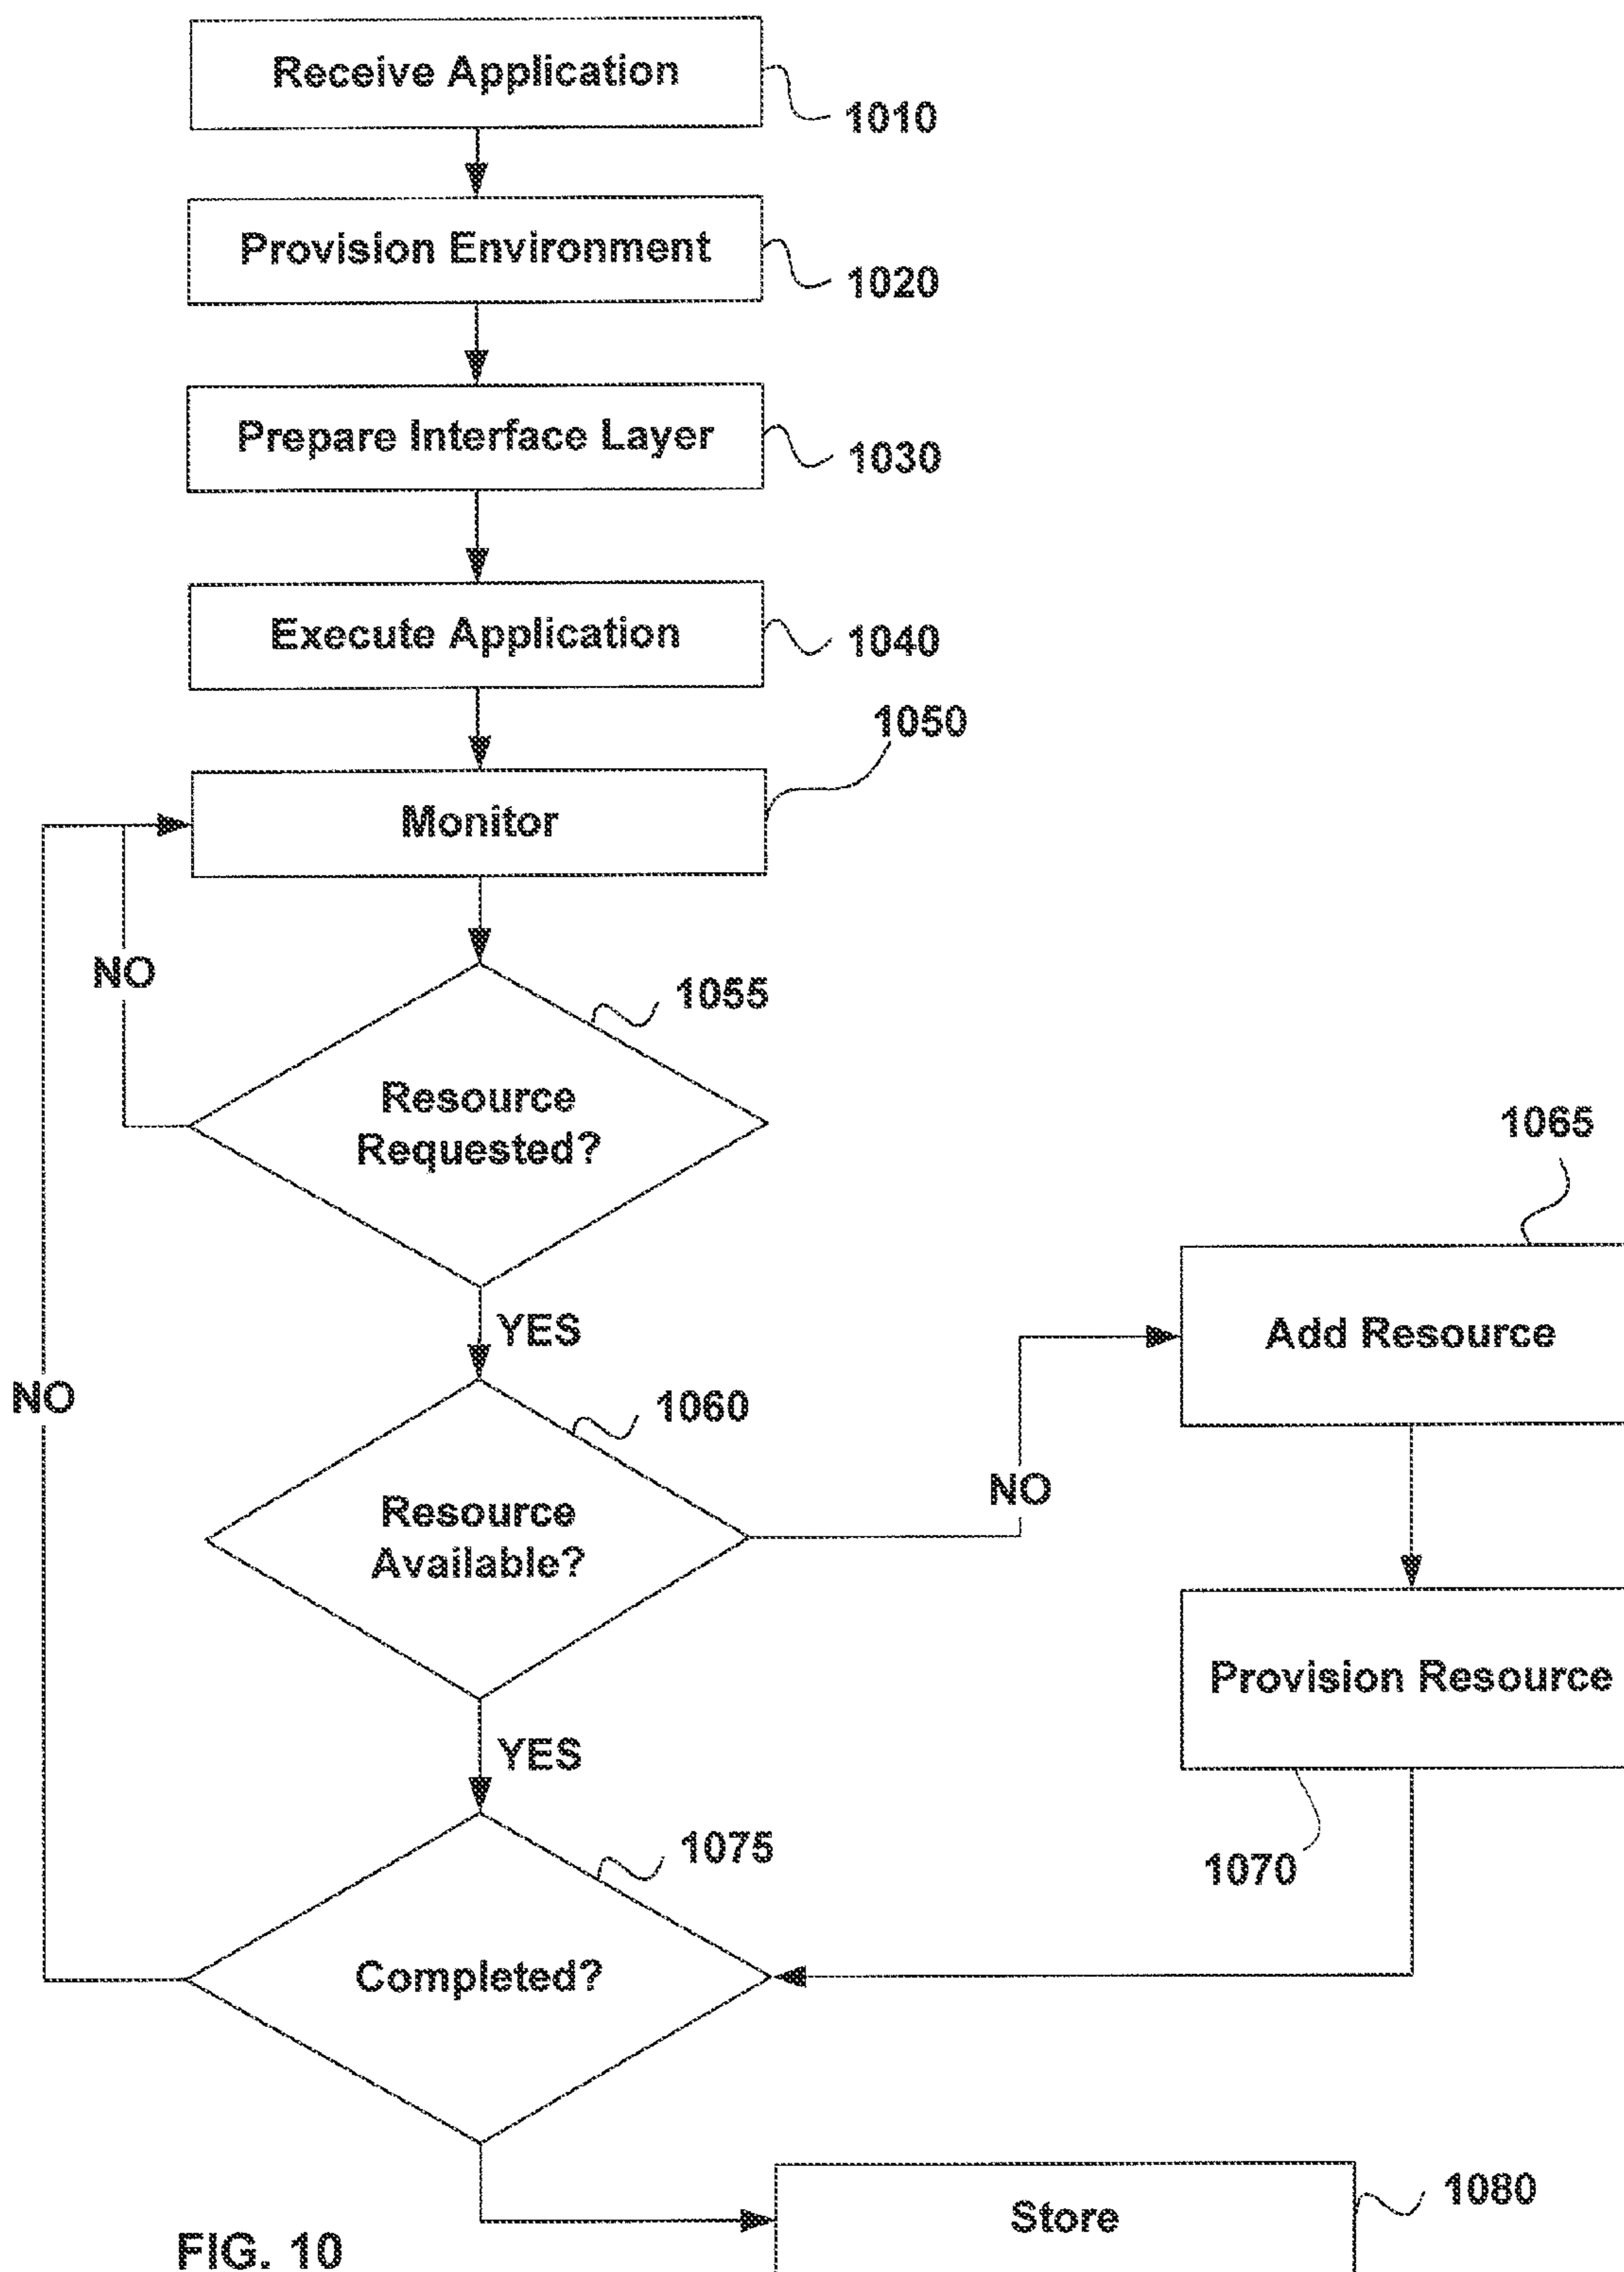 Receive Application
1010
Provision Environment
1020
Prepare Interface Layer
1030
Execute Application
1040
1050
Monitor
NO
1055
Resource
Requested?
1065
YES
Add Resource
NO
1060
NO
Resource
Available?
Provision Resource
YES
1075
1070
Completed?
1080
Store
FIG. 10